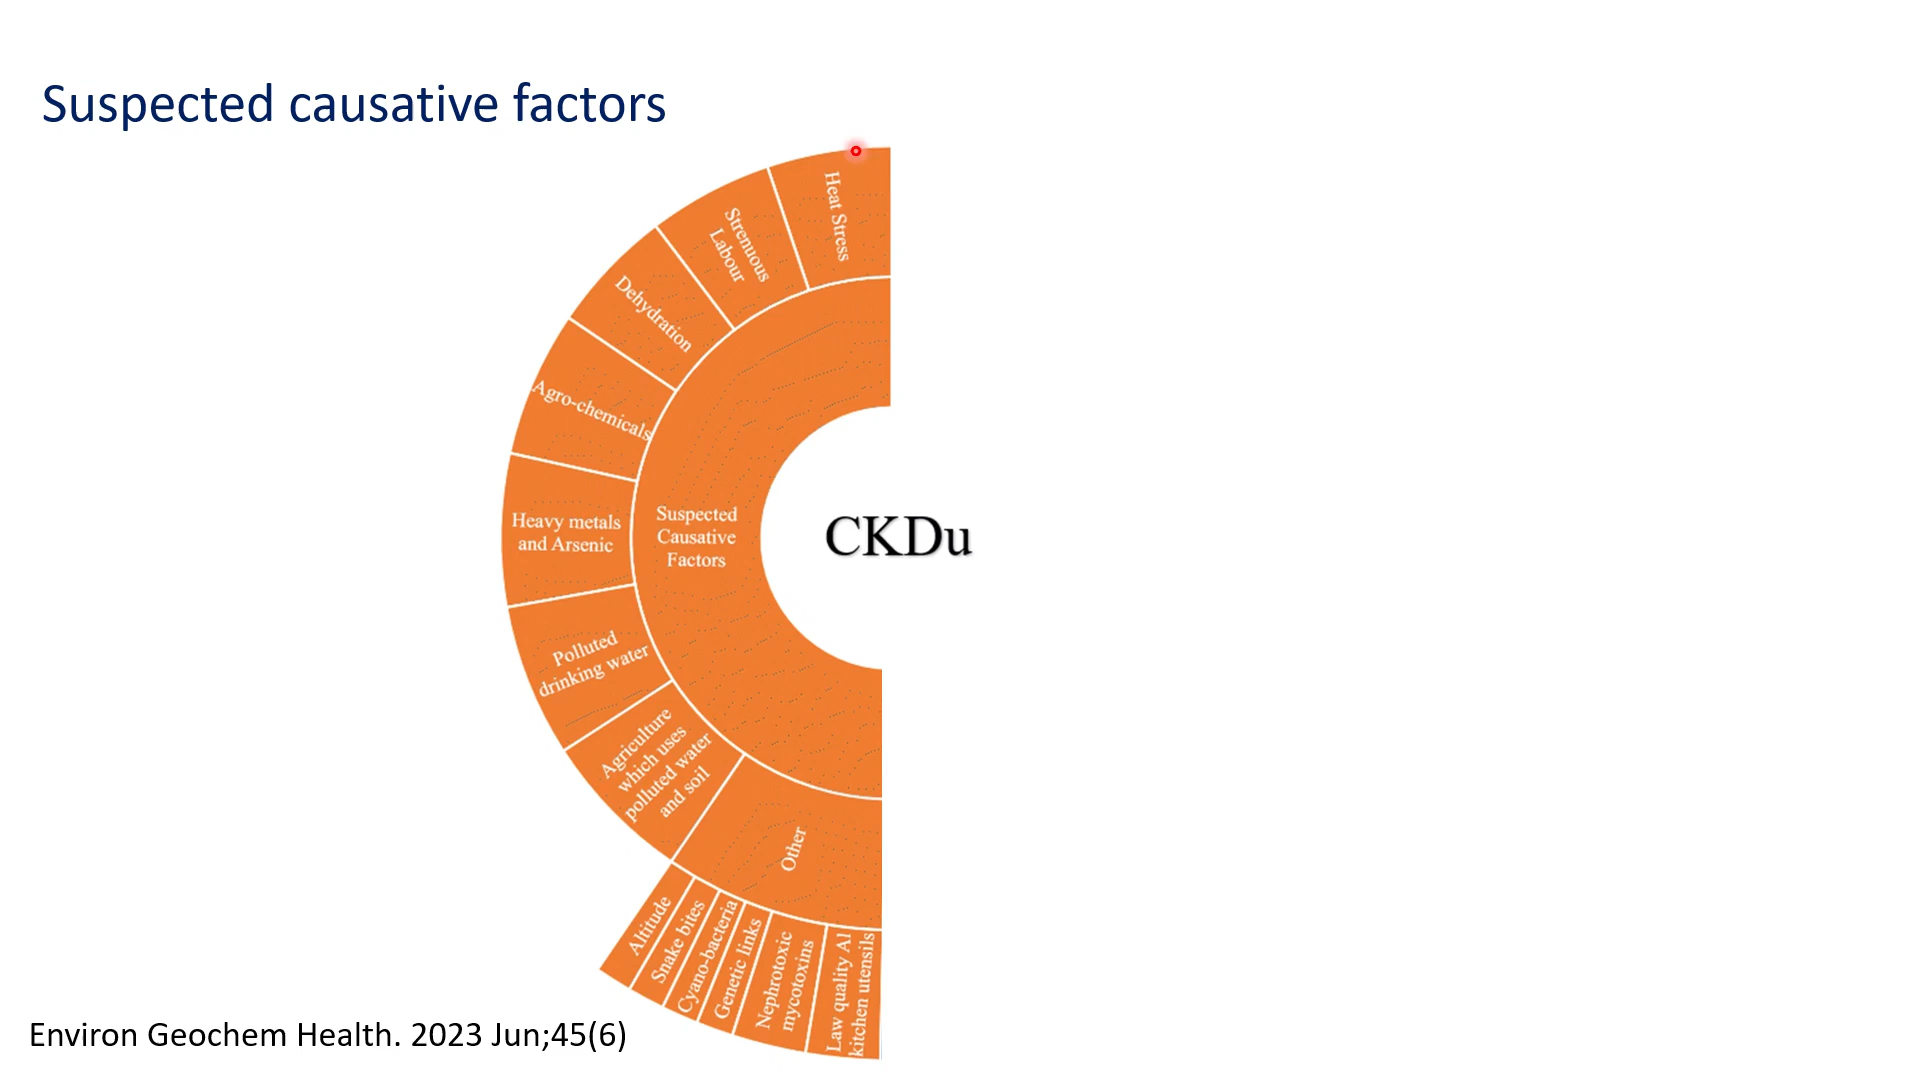 Suspected causative factors
Heat Stress
Strenuous
Labour
Dehydration
Agro-chemicals
Heavy metals
and Arsenic
Polluted
drinking water
Agriculture
which uses
polluted water
and soil
Suspected
Causative
Factors
CKDu
Other
Altitude
Snake bites
Cyano-bacteria
Genetic links
Nephrotoxic
mycotoxins
Law quality Al
kitchen utensils
Environ Geochem Health. 2023 Jun;45(6)